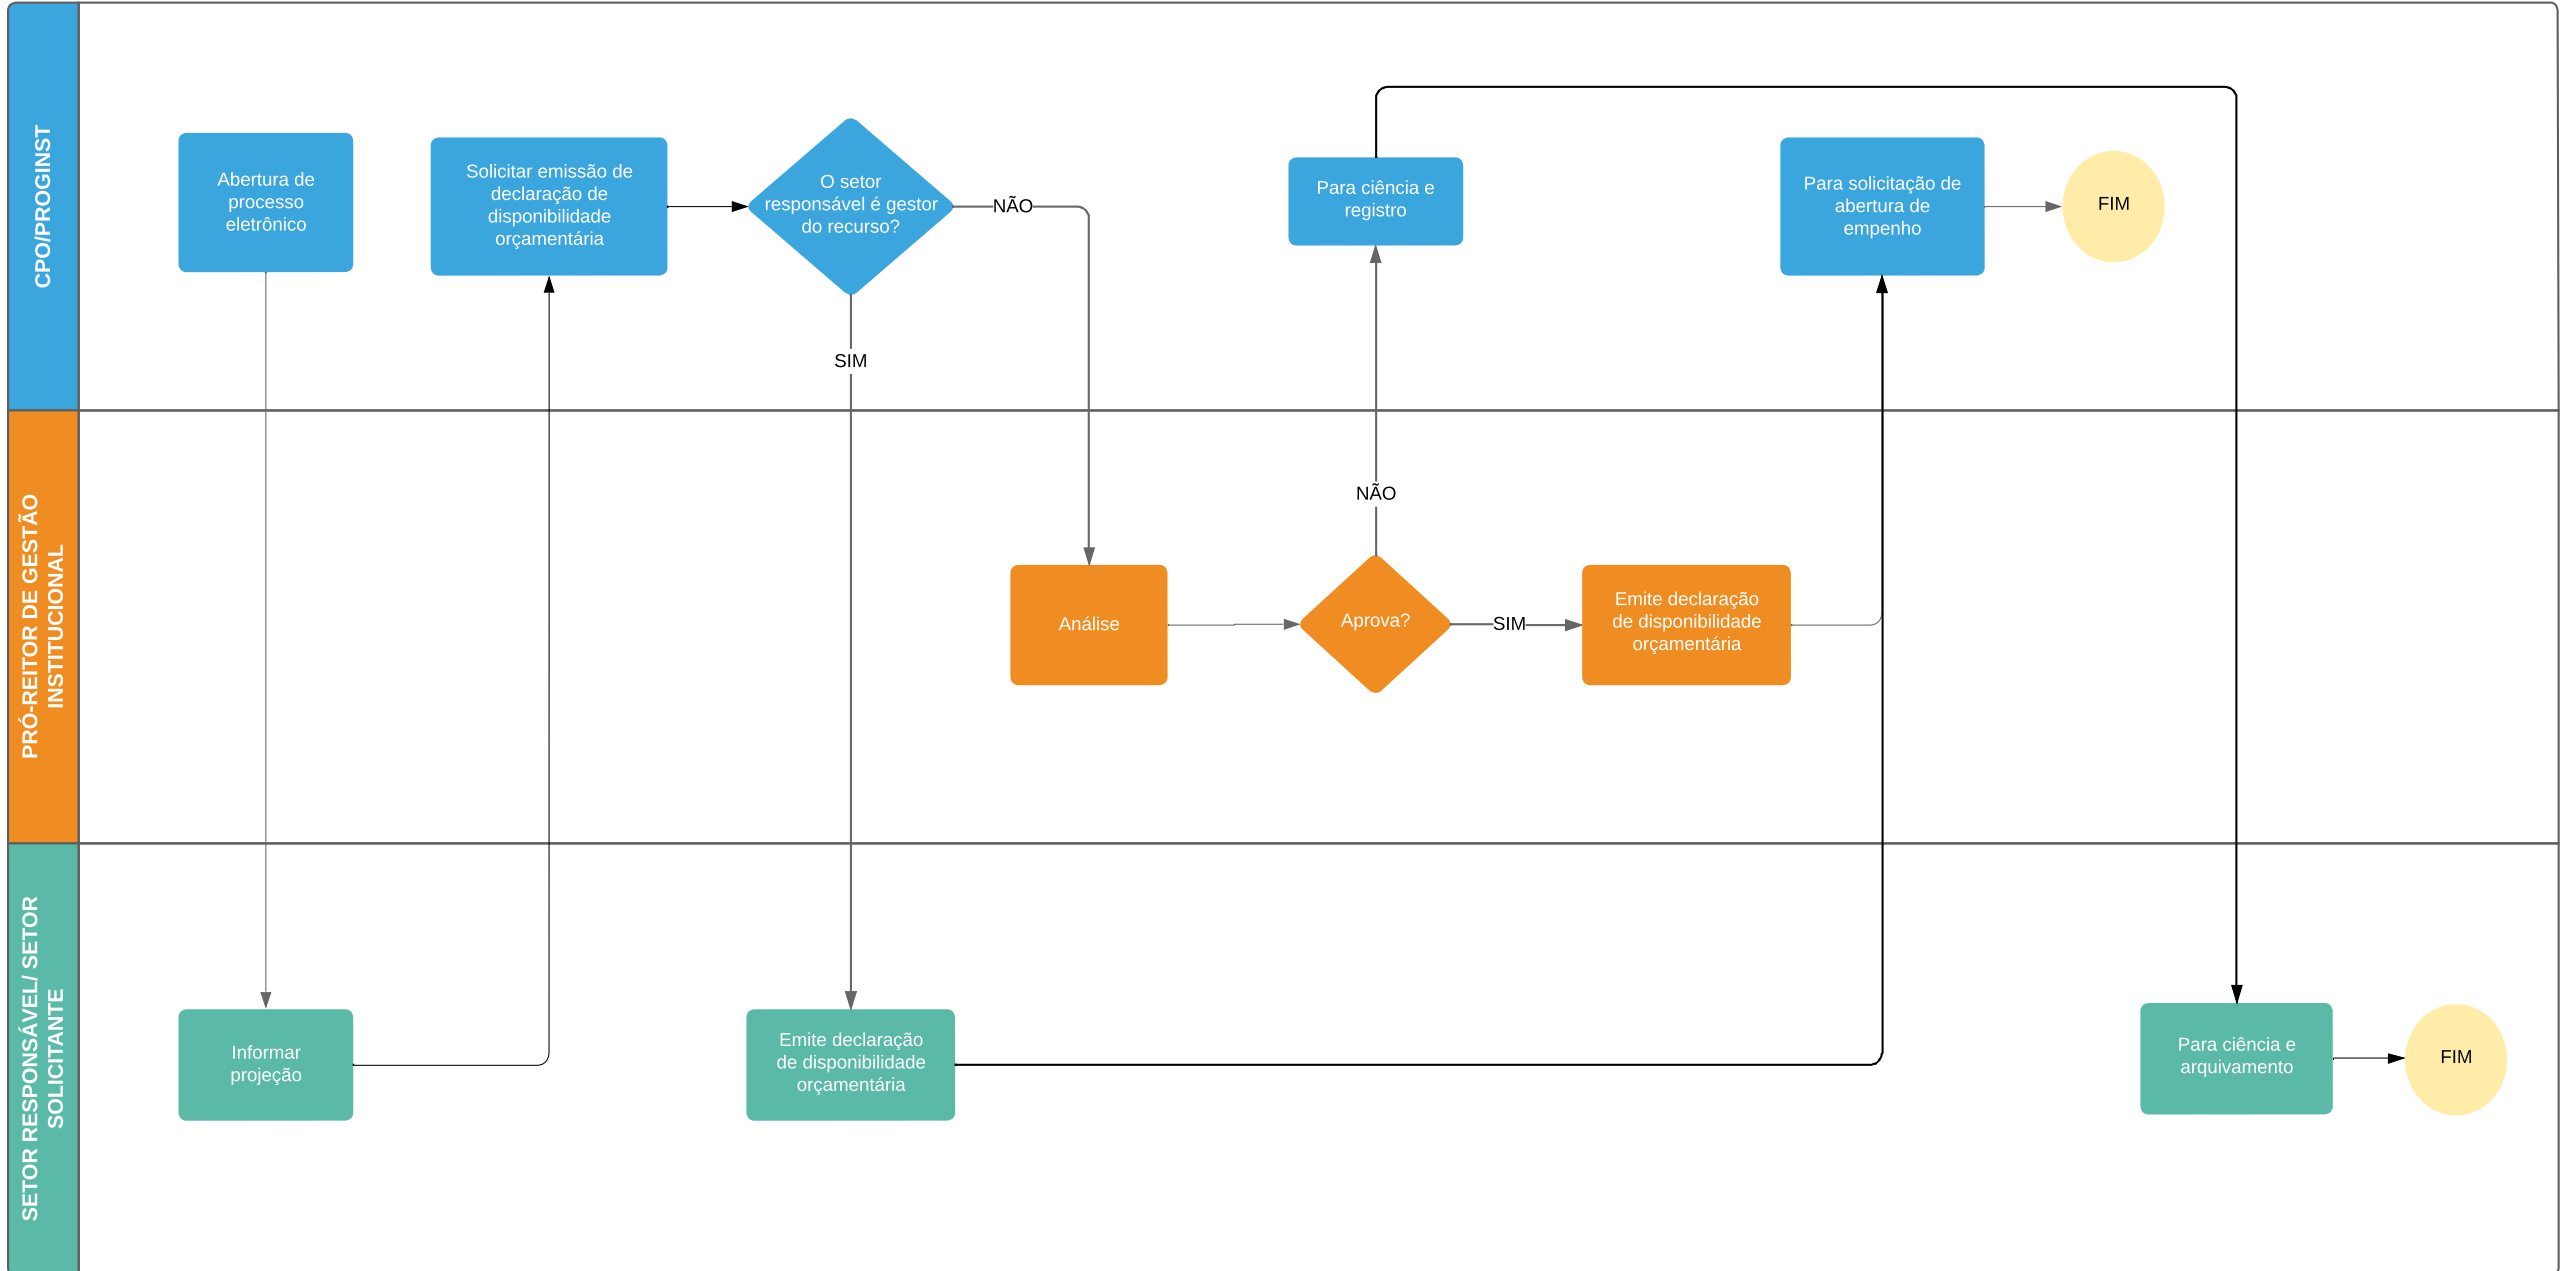 CPO/PROGINST
Abertura de
processo
eletrônico
Solicitar emissão de
declaração de
disponibilidade
orçamentária
O setor
responsável é gestor
do recurso?
NÃO
SIM
Para ciência e
registro
Para solicitação de
abertura de
empenho
FIM
PRÓ-REITOR DE GESTÃO
INSTITUCIONAL
Análise
Aprova?
NÃO
SIM
Emite declaração
de disponibilidade
orçamentária
SETOR RESPONSÁVEL/ SETOR
SOLICITANTE
Informar
projeção
Emite declaração
de disponibilidade
orçamentária
Para ciência e
arquivamento
FIM